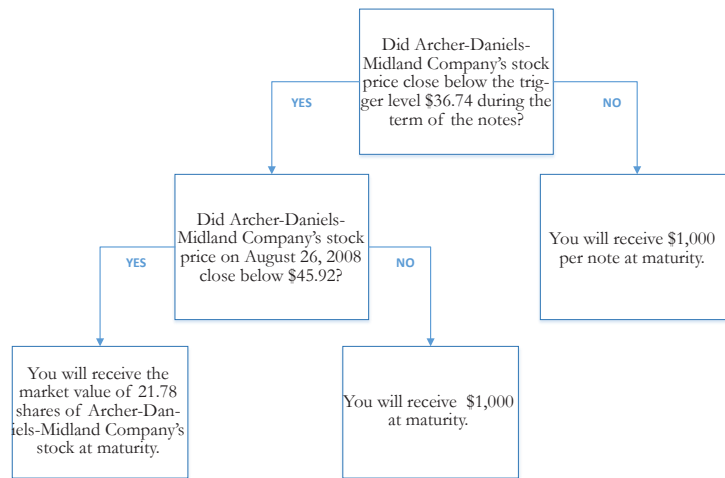 Did Archer-Daniels-
Midland Company's stock
price close below the trig-
ger level $36.74 during the
term of the notes?
YES
NO
Did Archer-Daniels-
Midland Company's stock
price on August 26, 2008
close below $45.92?
You will receive $1,000
per note at maturity.
YES
NO
You will receive the
market value of 21.78
shares of Archer-Dan-
iels-Midland Company's
stock at maturity.
You will receive $1,000
at maturity.